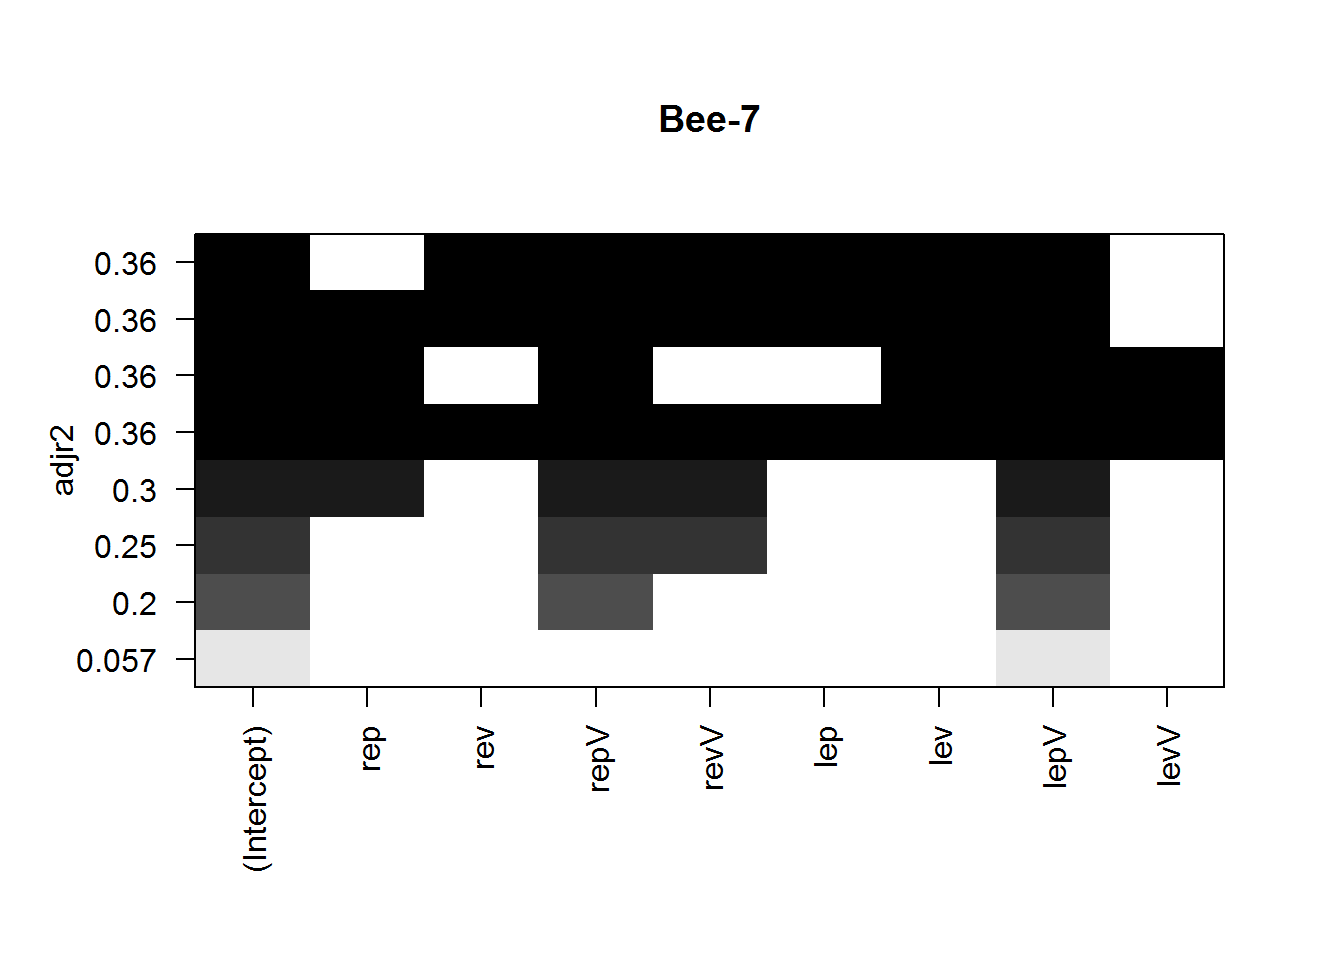 Bee-7
adjr2
0.36
0.36
0.36
0.36
0.3
0.25
0.2
0.057
(Intercept)
rep
rev
repV
revV
lep
lev
lepV
levV